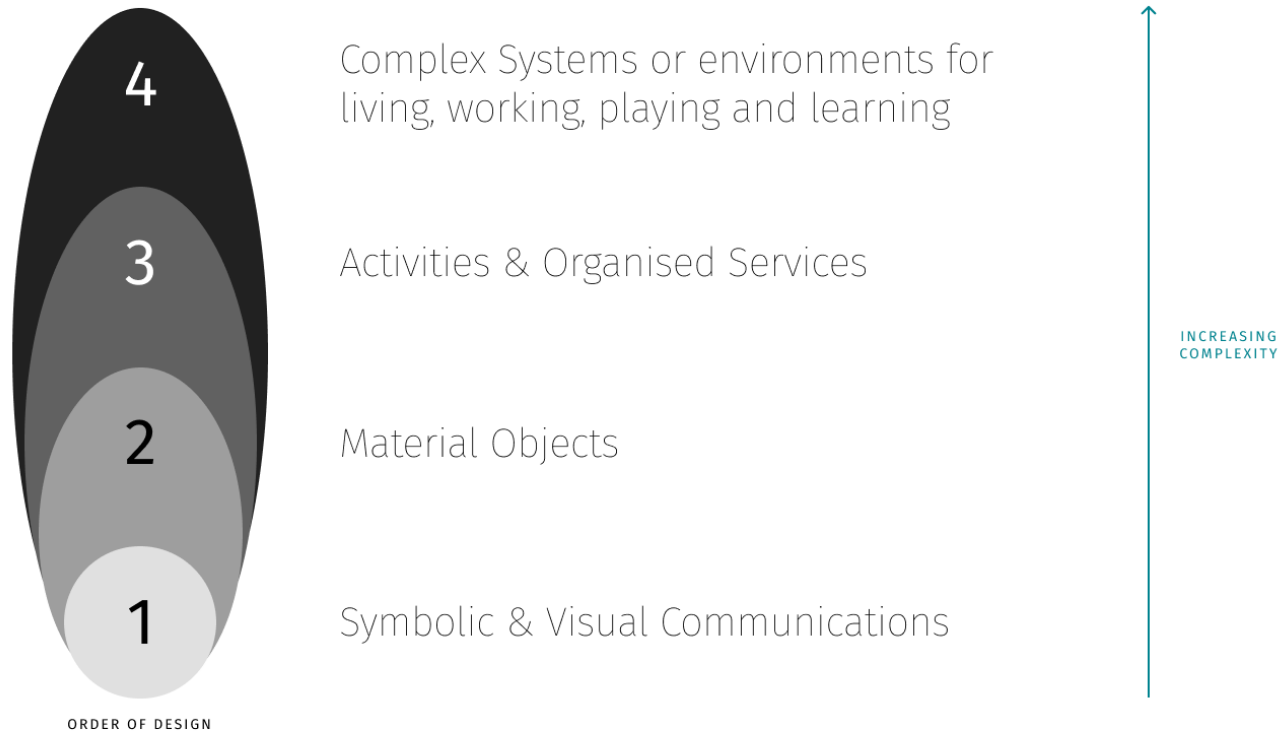 4
Complex Systems or environments for
living, working, playing and learning
3
Activities & Organised Services
INCREASING
COMPLEXITY
2
Material Objects
1
Symbolic & Visual Communications
ORDER OF DESIGN